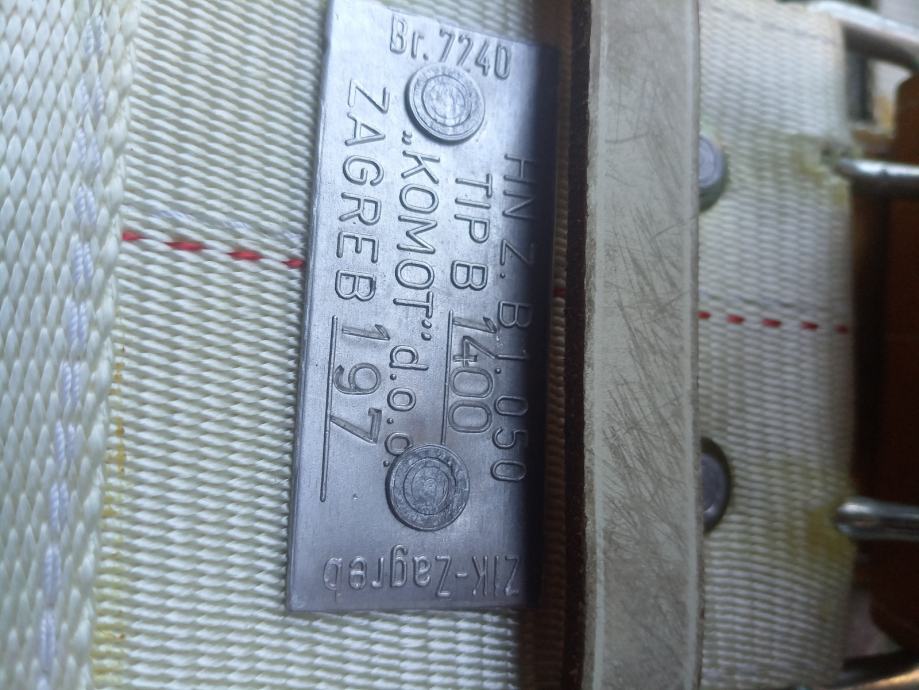 Br. 7740
HN Z. B1. 050
TIP B 1400
„KOMOT" d.o.o.
ZAGREB 197
ZIK-Zagreb